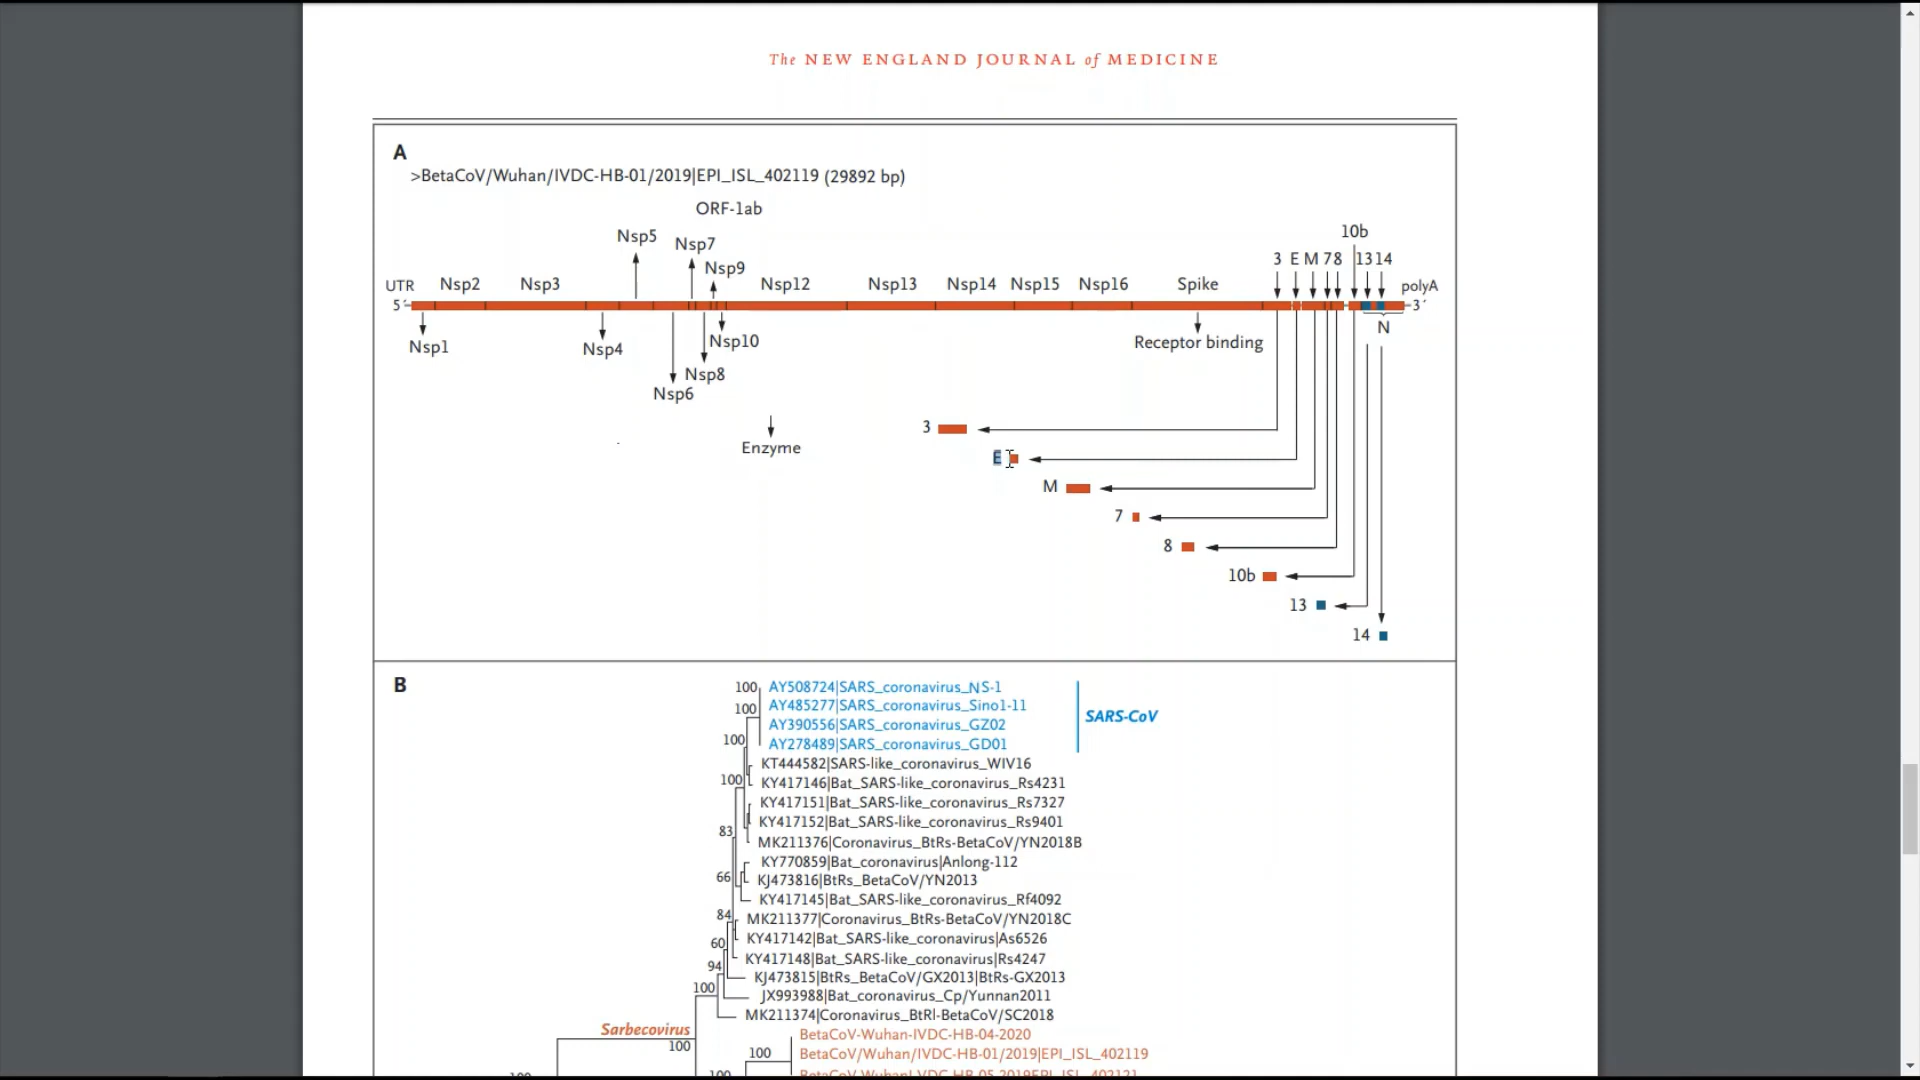 The NEW ENGLAND JOURNAL of MEDICINE
A
>BetaCoV/Wuhan/IVDC-HB-01/2019|EPI_ISL_402119 (29892 bp)
ORF-1ab
10b
Nsp5
Nsp7
Nsp9
3 E M 7 8 13 14
UTR Nsp2 Nsp3 Nsp12 Nsp13 Nsp14 Nsp15 Nsp16 Spike polyA
5´ 3´
N
Nsp1 Nsp4 Nsp10 Receptor binding
Nsp8
Nsp6
3
Enzyme
E
M
7
8
10b
13
14
B
100 AY508724|SARS_coronavirus_NS-1
100 AY485277|SARS_coronavirus_Sino1-11
SARS-CoV
AY390556|SARS_coronavirus_GZ02
100 AY278489|SARS_coronavirus_GD01
KT444582|SARS-like_coronavirus_WIV16
100 KY417146|Bat_SARS-like_coronavirus_Rs4231
KY417151|Bat_SARS-like_coronavirus_Rs7327
KY417152|Bat_SARS-like_coronavirus_Rs9401
83
MK211376|Coronavirus_BtRs-BetaCoV/YN2018B
KY770859|Bat_coronavirus|Anlong-112
66 KJ473816|BtRs_BetaCoV/YN2013
KY417145|Bat_SARS-like_coronavirus_Rf4092
84 MK211377|Coronavirus_BtRs-BetaCoV/YN2018C
60 KY417142|Bat_SARS-like_coronavirus|As6526
94 KY417148|Bat_SARS-like_coronavirus|Rs4247
KJ473815|BtRs_BetaCoV/GX2013|BtRs-GX2013
100 JX993988|Bat_coronavirus_Cp/Yunnan2011
MK211374|Coronavirus_BtRl-BetaCoV/SC2018
Sarbecovirus
BetaCoV-Wuhan-IVDC-HB-04-2020
100
100 BetaCoV/Wuhan/IVDC-HB-01/2019|EPI_ISL_402119
100 100